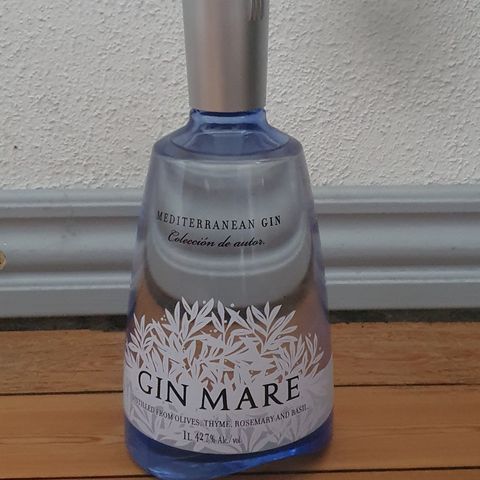 MEDITERRANEAN GIN
Colección de autor.
GIN MARE
DISTILLED FROM OLIVES, THYME, ROSEMARY AND BASIL
1L 42,7% Alc./vol.